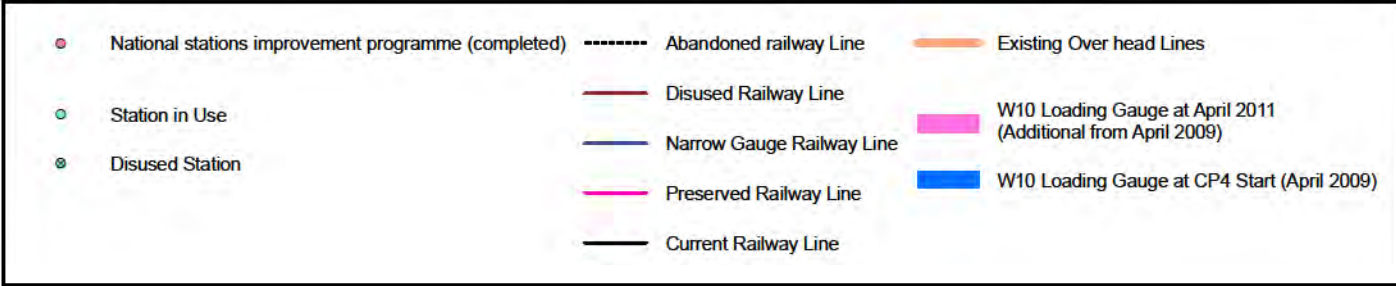 National stations improvement programme (completed)
Station in Use
Disused Station
Abandoned railway Line
Disused Railway Line
Narrow Gauge Railway Line
Preserved Railway Line
Current Railway Line
Existing Over head Lines
W10 Loading Gauge at April 2011
(Additional from April 2009)
W10 Loading Gauge at CP4 Start (April 2009)